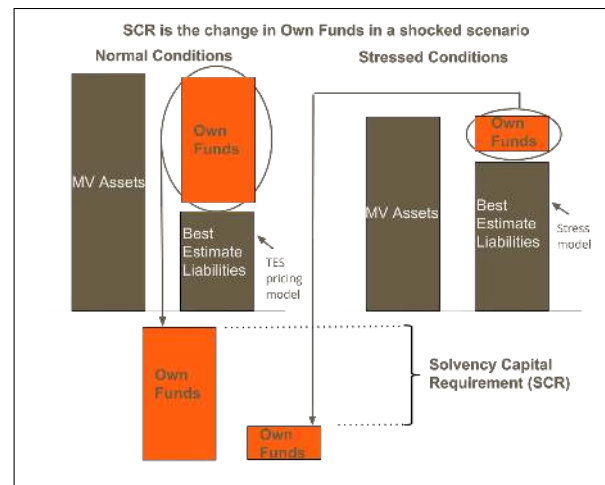 SCR is the change in Own Funds in a shocked scenario
Normal Conditions
Stressed Conditions
MV Assets
Own
Funds
Best
Estimate
Liabilities
TES
pricing
model
MV Assets
Own
Funds
Best
Estimate
Liabilities
Stress
model
Own
Funds
Own
Funds
Solvency Capital
Requirement (SCR)